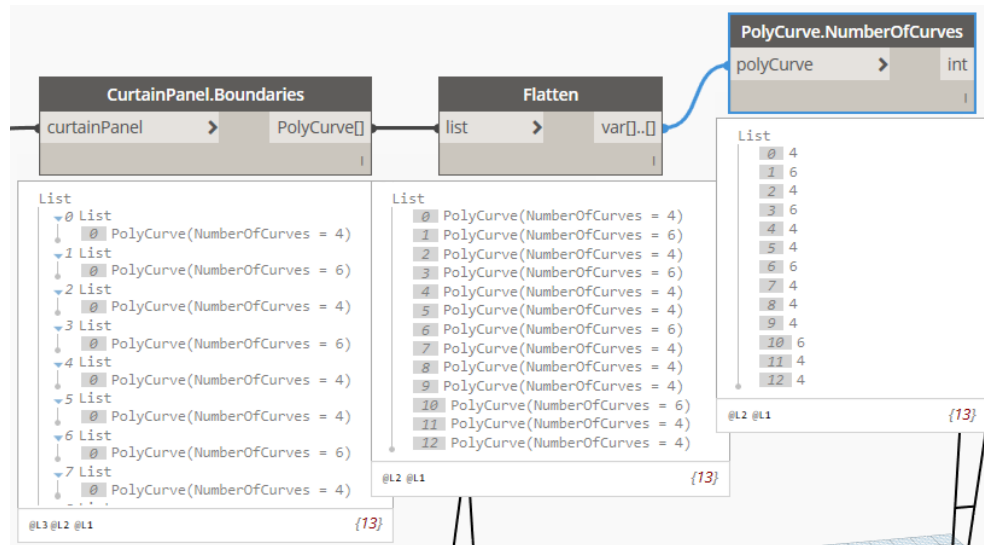 PolyCurve.NumberOfCurves
polyCurve > int
CurtainPanel.Boundaries
curtainPanel > PolyCurve[]
Flatten
list > var[]..[]
List
0 List
0 PolyCurve(NumberOfCurves = 4)
1 List
0 PolyCurve(NumberOfCurves = 6)
2 List
0 PolyCurve(NumberOfCurves = 4)
3 List
0 PolyCurve(NumberOfCurves = 6)
4 List
0 PolyCurve(NumberOfCurves = 4)
5 List
0 PolyCurve(NumberOfCurves = 4)
6 List
0 PolyCurve(NumberOfCurves = 6)
7 List
0 PolyCurve(NumberOfCurves = 4)
@L3 @L2 @L1 {13}
List
0 PolyCurve(NumberOfCurves = 4)
1 PolyCurve(NumberOfCurves = 6)
2 PolyCurve(NumberOfCurves = 4)
3 PolyCurve(NumberOfCurves = 6)
4 PolyCurve(NumberOfCurves = 4)
5 PolyCurve(NumberOfCurves = 4)
6 PolyCurve(NumberOfCurves = 6)
7 PolyCurve(NumberOfCurves = 4)
8 PolyCurve(NumberOfCurves = 4)
9 PolyCurve(NumberOfCurves = 4)
10 PolyCurve(NumberOfCurves = 6)
11 PolyCurve(NumberOfCurves = 4)
12 PolyCurve(NumberOfCurves = 4)
@L2 @L1 {13}
List
0 4
1 6
2 4
3 6
4 4
5 4
6 6
7 4
8 4
9 4
10 6
11 4
12 4
@L2 @L1 {13}